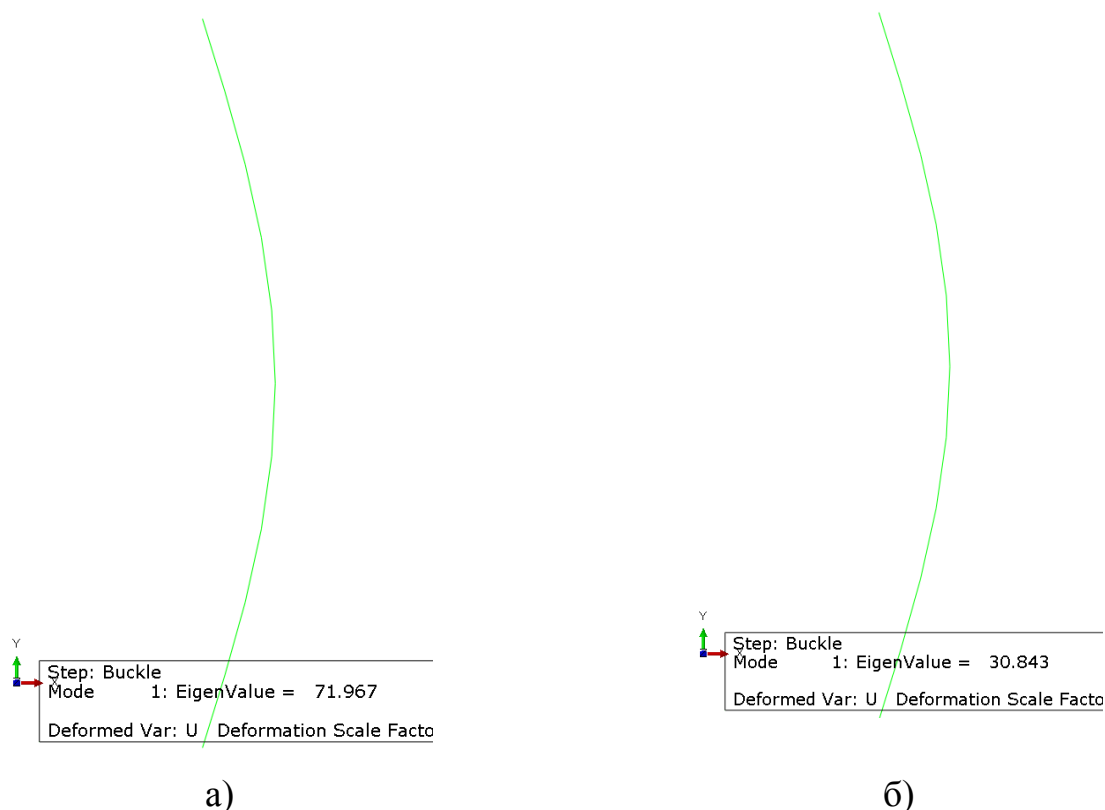 Y
X
Step: Buckle
Mode 1: EigenValue = 71.967
Deformed Var: U Deformation Scale Facto
а)
Y
X
Step: Buckle
Mode 1: EigenValue = 30.843
Deformed Var: U Deformation Scale Facto
б)